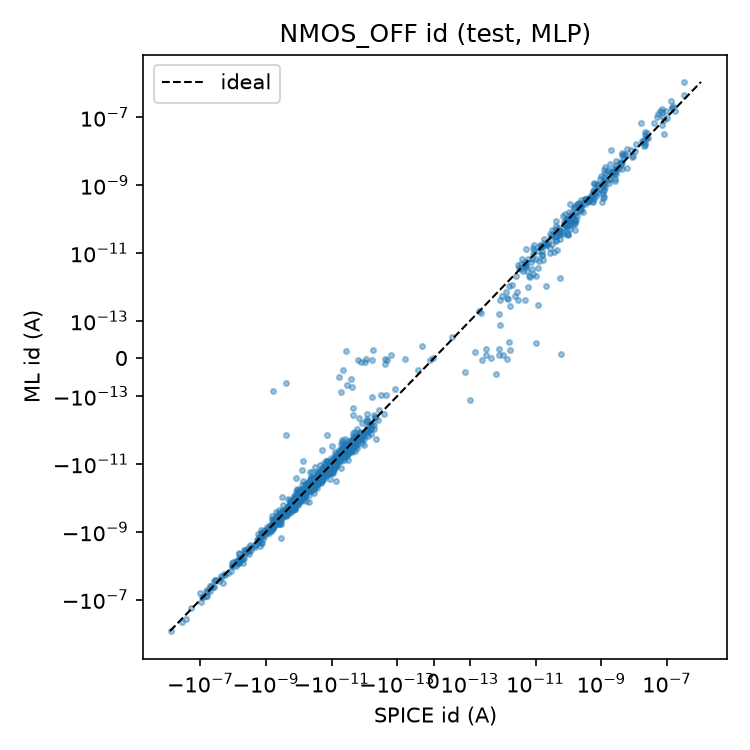 NMOS_OFF id (test, MLP)
ideal
10⁻⁷
10⁻⁹
10⁻¹¹
10⁻¹³
0
−10⁻¹³
−10⁻¹¹
−10⁻⁹
−10⁻⁷
ML id (A)
−10⁻⁷ −10⁻⁹ −10⁻¹¹ −10⁻¹³ 0 10⁻¹³ 10⁻¹¹ 10⁻⁹ 10⁻⁷
SPICE id (A)